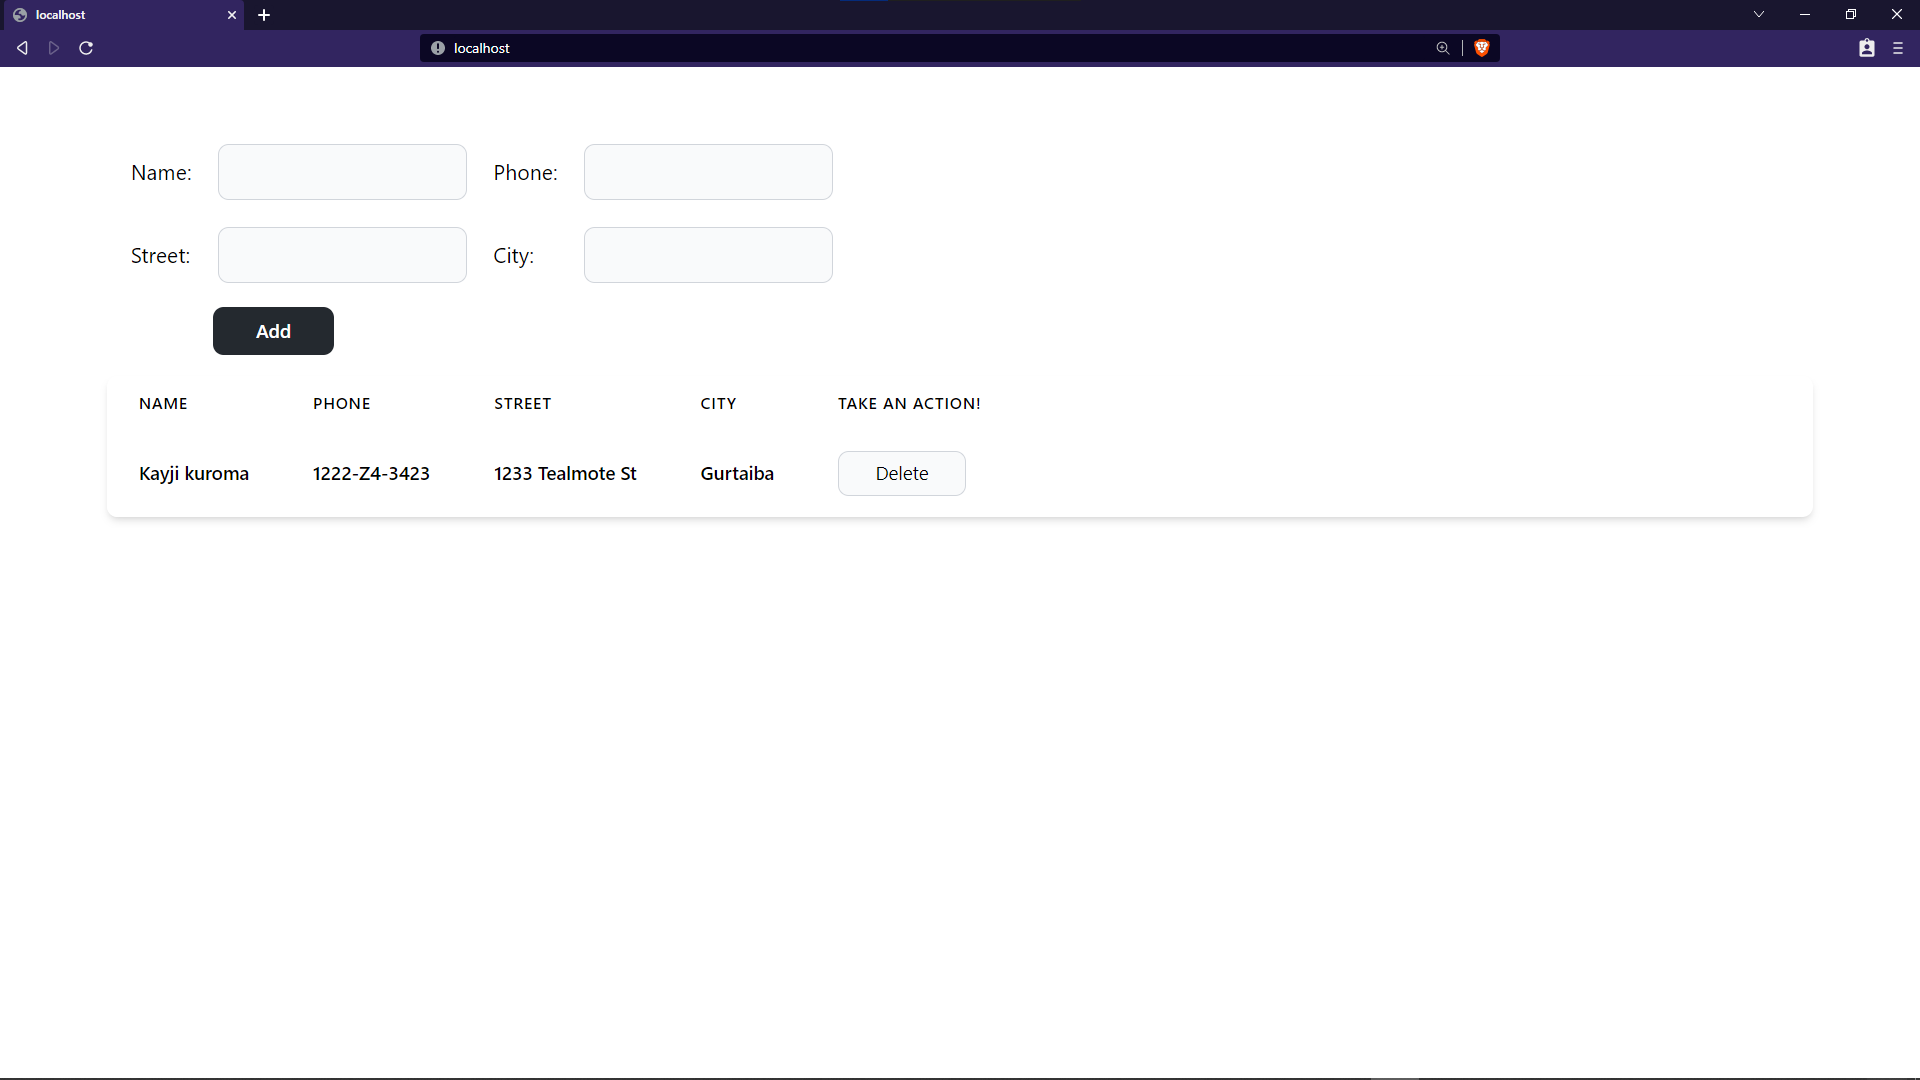 localhost
localhost
Name: Phone:
Street: City:
Add
NAME PHONE STREET CITY TAKE AN ACTION!
Kayji kuroma 1222-Z4-3423 1233 Tealmote St Gurtaiba Delete